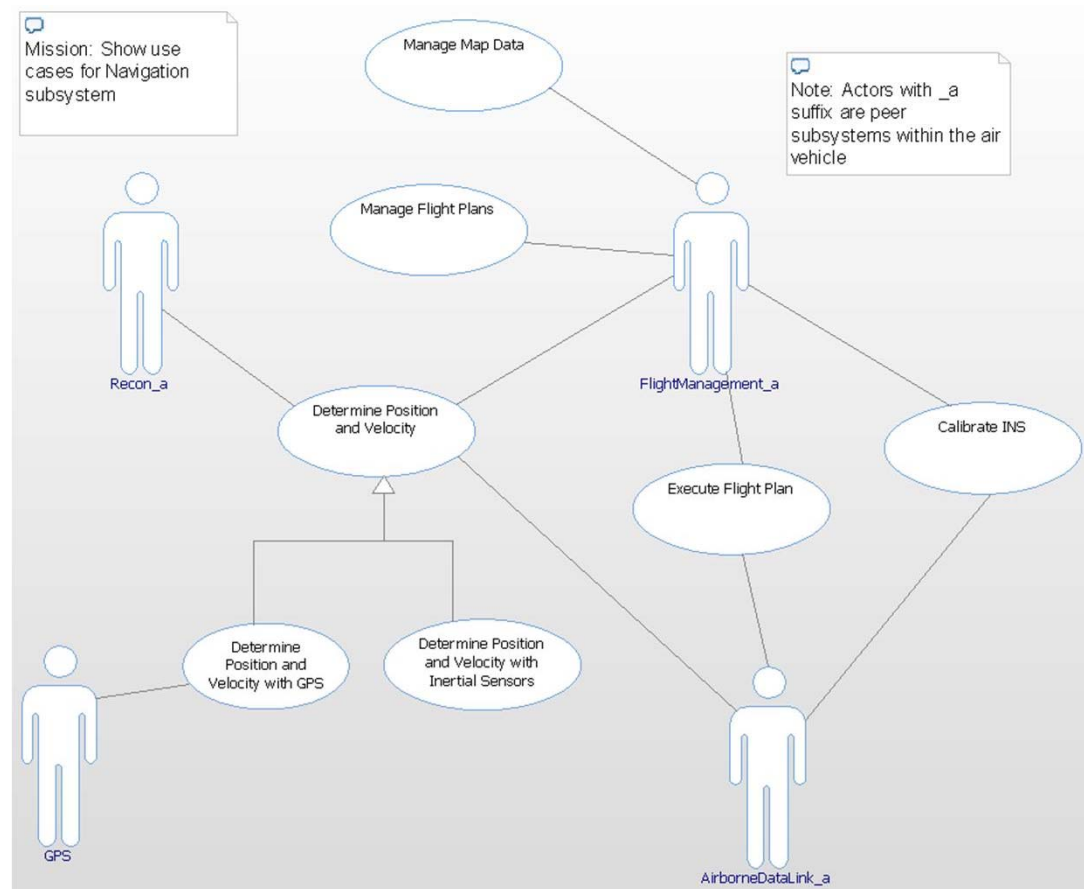 Mission: Show use
cases for Navigation
subsystem
Manage Map Data
Note: Actors with _a
suffix are peer
subsystems within the air
vehicle
Manage Flight Plans
Recon_a
FlightManagement_a
Determine Position
and Velocity
Calibrate INS
Execute Flight Plan
Determine
Position and
Velocity with GPS
Determine Position
and Velocity with
Inertial Sensors
GPS
AirborneDataLink_a